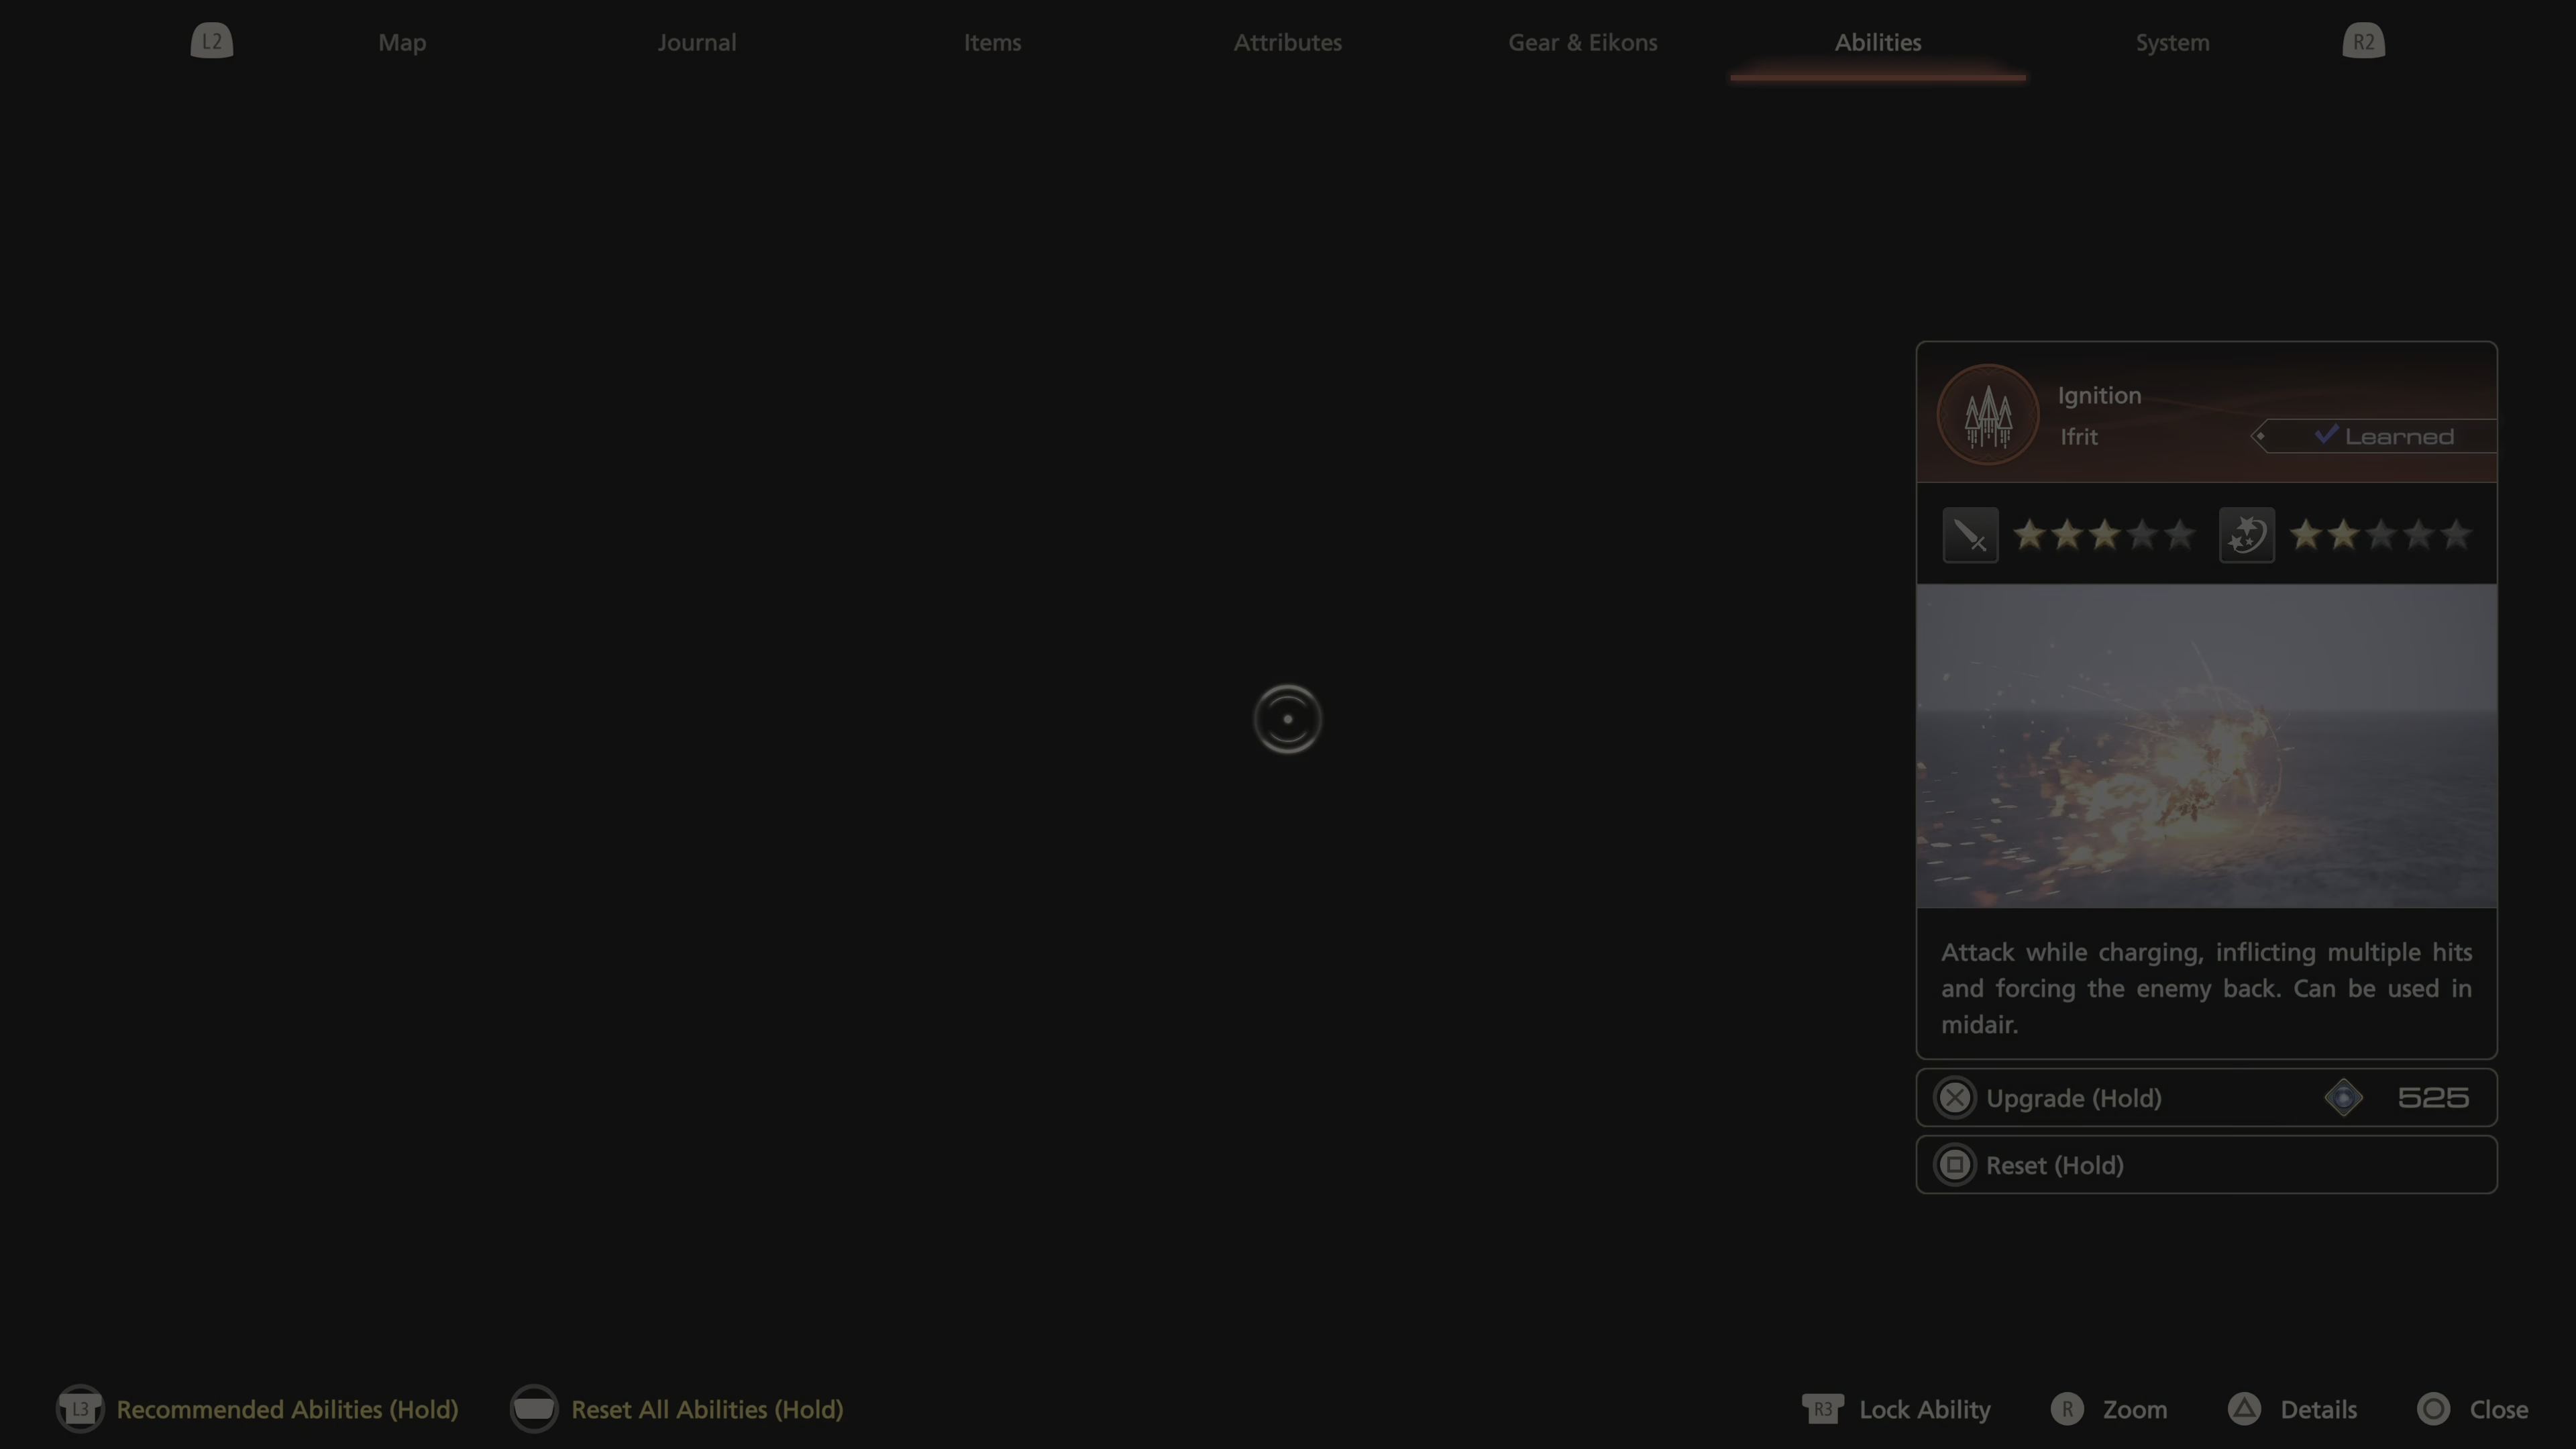 L2 Map Journal Items Attributes Gear & Eikons Abilities System R2
Ignition
Ifrit
Learned
Attack while charging, inflicting multiple hits
and forcing the enemy back. Can be used in
midair.
Upgrade (Hold) 525
Reset (Hold)
L3 Recommended Abilities (Hold) Reset All Abilities (Hold) R3 Lock Ability R Zoom Details Close